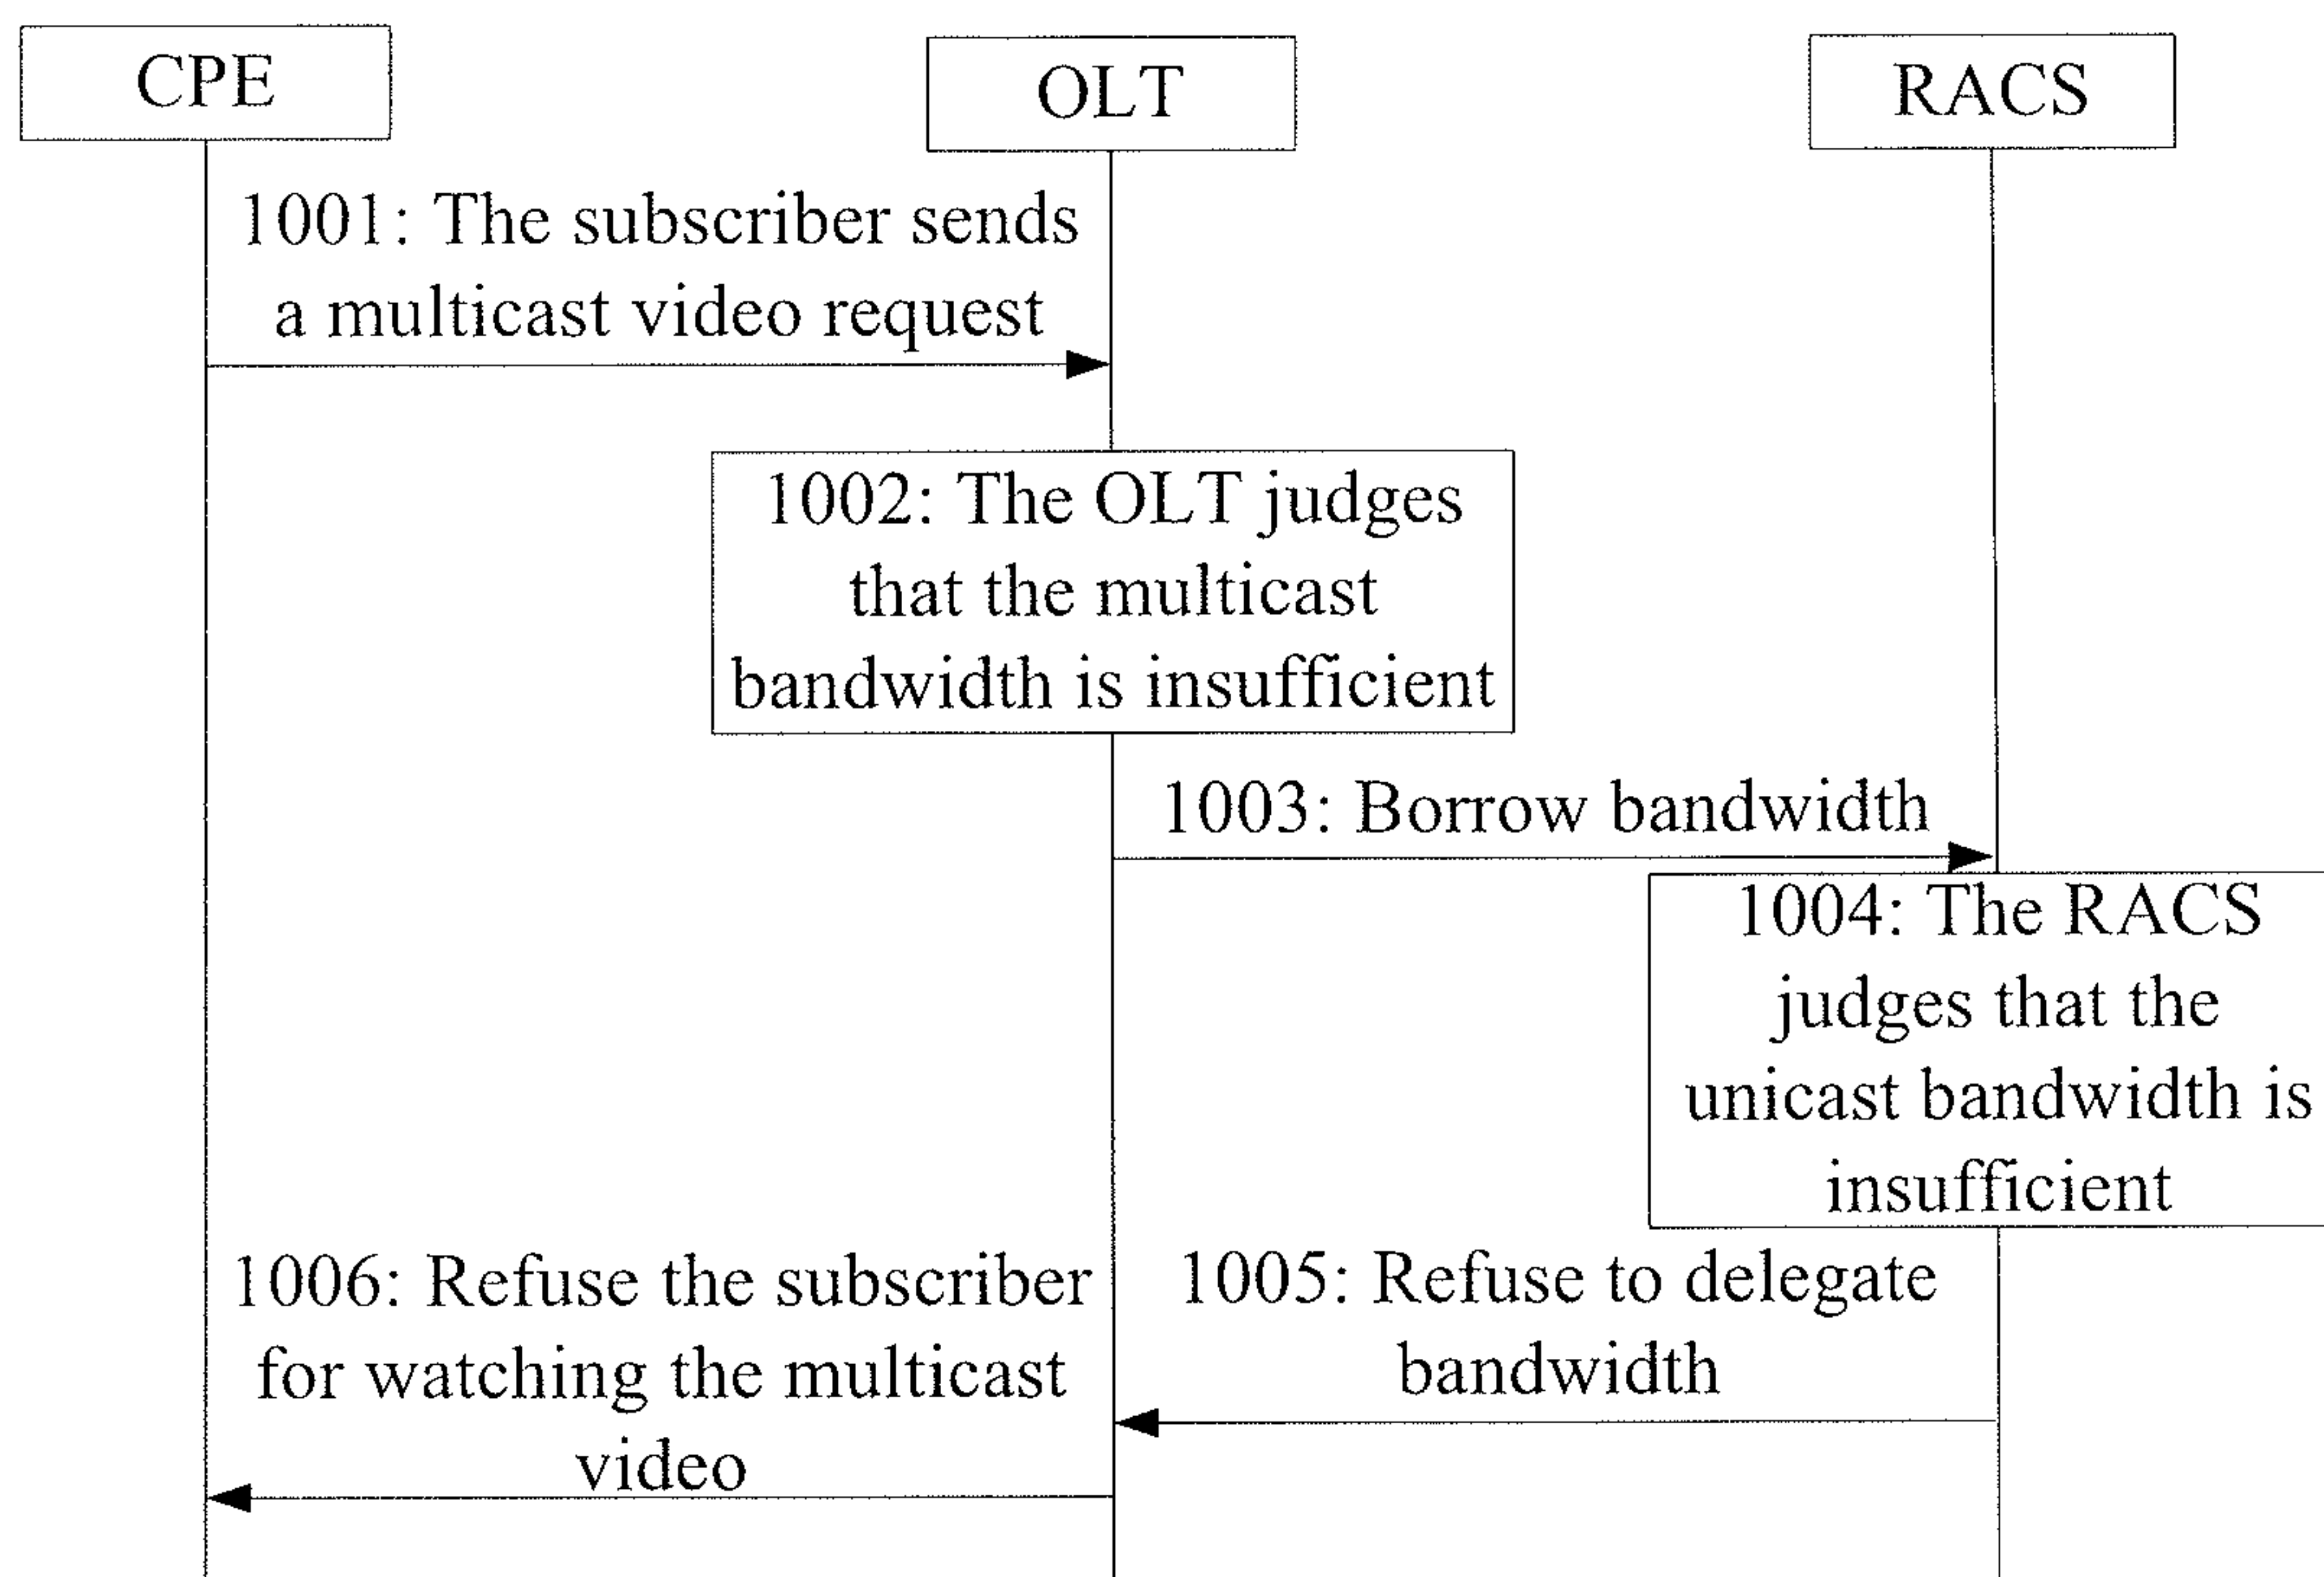 CPE
OLT
RACS
1001: The subscriber sends
a multicast video request
1002: The OLT judges
that the multicast
bandwidth is insufficient
1003: Borrow bandwidth
1004: The RACS
judges that the
unicast bandwidth is
insufficient
1005: Refuse to delegate
bandwidth
1006: Refuse the subscriber
for watching the multicast
video